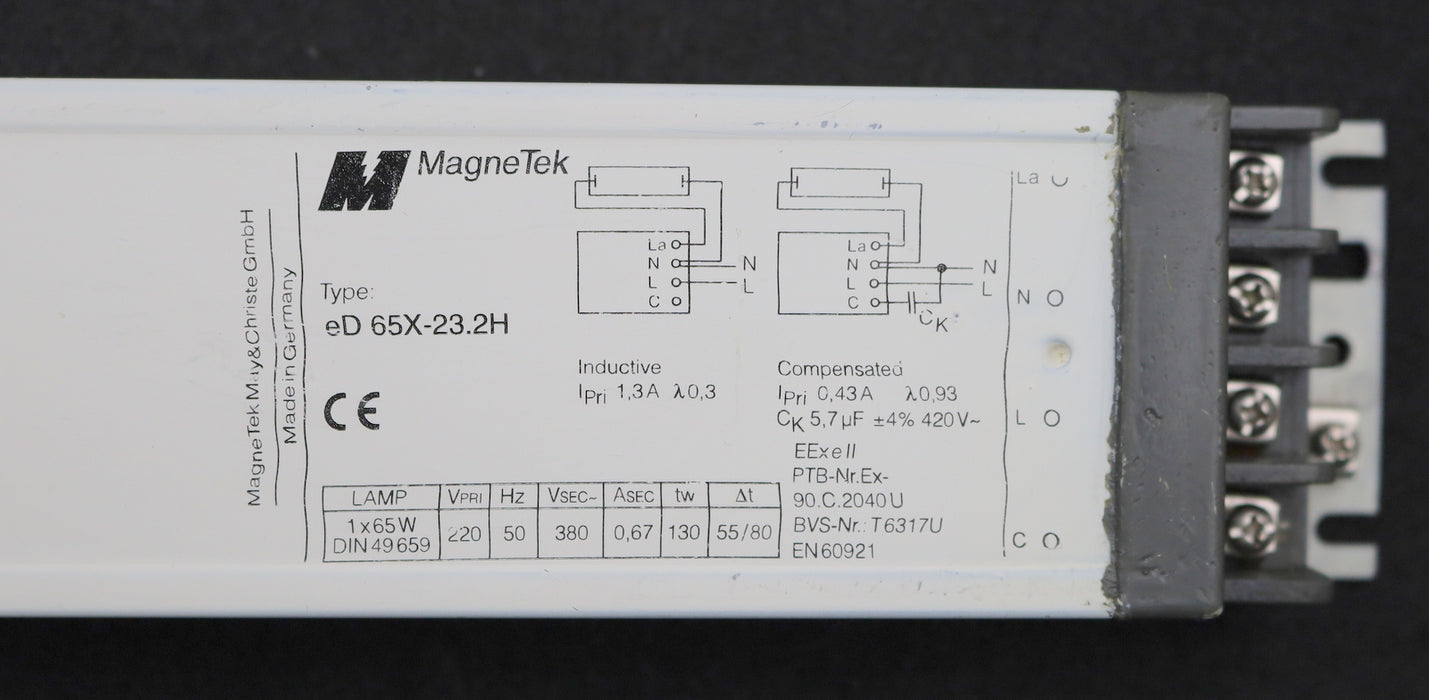 MagneTek May&Christe GmbH
Made in Germany
MagneTek
Type:
eD 65X-23.2H
CE
LAMP VPRI Hz VSEC~ ASEC tw Δt
1x65W
DIN 49659 220 50 380 0,67 130 55/80
La
N N
L L
C
Inductive
IPri 1,3A λ0,3
La
N N
L L
C
CK
Compensated
IPri 0,43A λ0,93
CK 5,7µF ±4% 420V~
EExeII
PTB-Nr.Ex-
90.C.2040U
BVS-Nr.: T6317U
EN60921
La
N
L
C